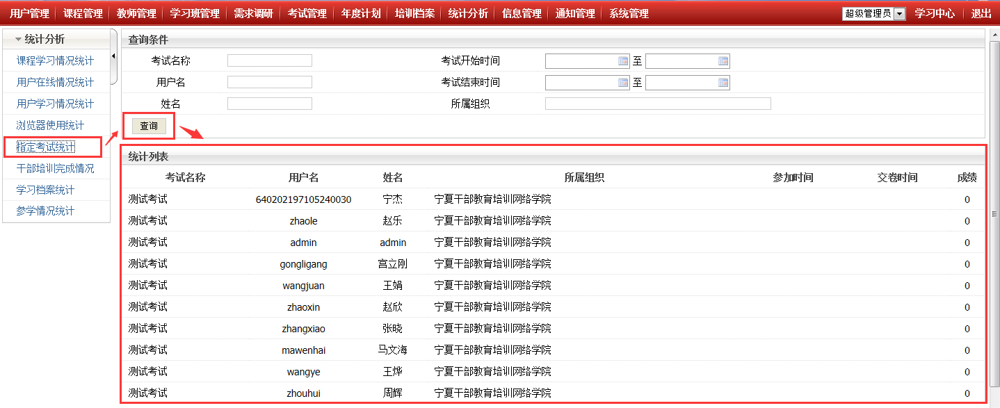 用户管理 课程管理 教师管理 学习班管理 需求调研 考试管理 年度计划 培训档案 统计分析 信息管理 通知管理 系统管理 超级管理员 学习中心 退出
统计分析
课程学习情况统计
用户在线情况统计
用户学习情况统计
浏览器使用统计
指定考试统计
干部培训完成情况
学习档案统计
参学情况统计
查询条件
考试名称 考试开始时间 至
用户名 考试结束时间 至
姓名 所属组织
查询
统计列表
考试名称 用户名 姓名 所属组织 参加时间 交卷时间 成绩
测试考试 640202197105240030 宁杰 宁夏干部教育培训网络学院 0
测试考试 zhaole 赵乐 宁夏干部教育培训网络学院 0
测试考试 admin admin 宁夏干部教育培训网络学院 0
测试考试 gongligang 宫立刚 宁夏干部教育培训网络学院 0
测试考试 wangjuan 王娟 宁夏干部教育培训网络学院 0
测试考试 zhaoxin 赵欣 宁夏干部教育培训网络学院 0
测试考试 zhangxiao 张晓 宁夏干部教育培训网络学院 0
测试考试 mawenhai 马文海 宁夏干部教育培训网络学院 0
测试考试 wangye 王烨 宁夏干部教育培训网络学院 0
测试考试 zhouhui 周辉 宁夏干部教育培训网络学院 0